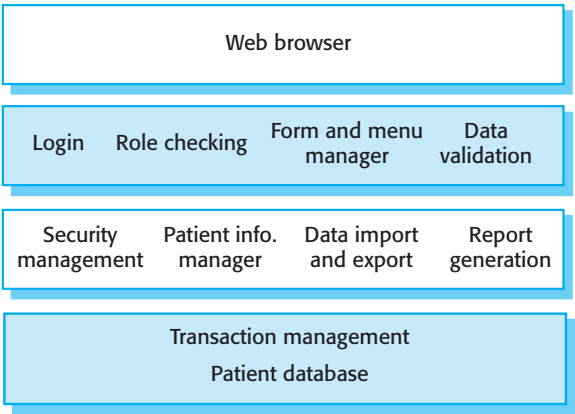 Web browser
Login Role checking Form and menu manager Data validation
Security management Patient info. manager Data import and export Report generation
Transaction management
Patient database